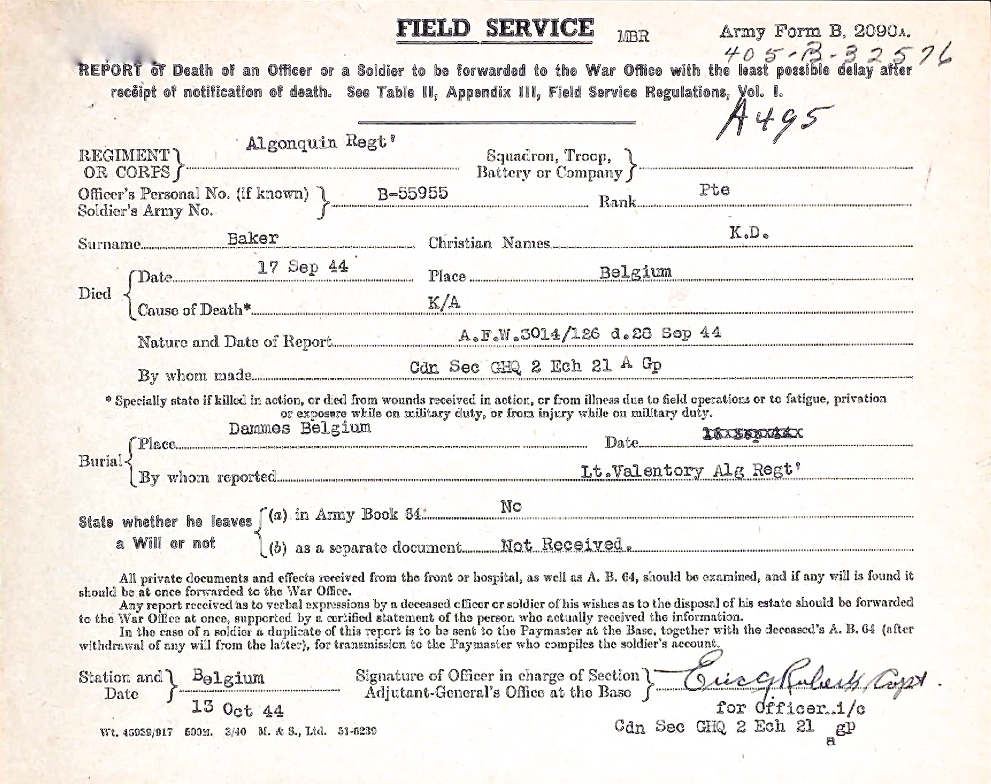 FIELD SERVICE MBR Army Form B. 2090A.
405-B-32576
REPORT of Death of an Officer or a Soldier to be forwarded to the War Office with the least possible delay after
receipt of notification of death. See Table II, Appendix III, Field Service Regulations, Vol. I.
A495
REGIMENT OR CORPS } Algonquin Regt' Squadron, Troop, Battery or Company }
Officer's Personal No. (if known) Soldier's Army No. } B-55955 Rank Pte
Surname Baker Christian Names K.D.
Died { Date 17 Sep 44 Place Belgium
Cause of Death* K/A
Nature and Date of Report A.F.W.3014/126 d.28 Sep 44
By whom made Cdn Sec GHQ 2 Ech 21 A Gp
* Specially state if killed in action, or died from wounds received in action, or from illness due to field operations or to fatigue, privation
or exposure while on military duty, or from injury while on military duty.
Burial { Place Dammes Belgium Date
By whom reported Lt.Valentory Alg Regt'
State whether he leaves a Will or not { (a) in Army Book 64 No
(b) as a separate document Not Received.
All private documents and effects received from the front or hospital, as well as A. B. 64, should be examined, and if any will is found it
should be at once forwarded to the War Office.
Any report received as to verbal expressions by a deceased officer or soldier of his wishes as to the disposal of his estate should be forwarded
to the War Office at once, supported by a certified statement of the person who actually received the information.
In the case of a soldier a duplicate of this report is to be sent to the Paymaster at the Base, together with the deceased's A. B. 64 (after
withdrawal of any will from the latter), for transmission to the Paymaster who compiles the soldier's account.
Station and Date } Belgium Signature of Officer in charge of Section Adjutant-General's Office at the Base } Eric G Roberts Capt.
13 Oct 44 for Officer i/c
Wt. 45939/917 500M. 3/40 M. & S., Ltd. 51-5239 Cdn Sec GHQ 2 Ech 21 a gp